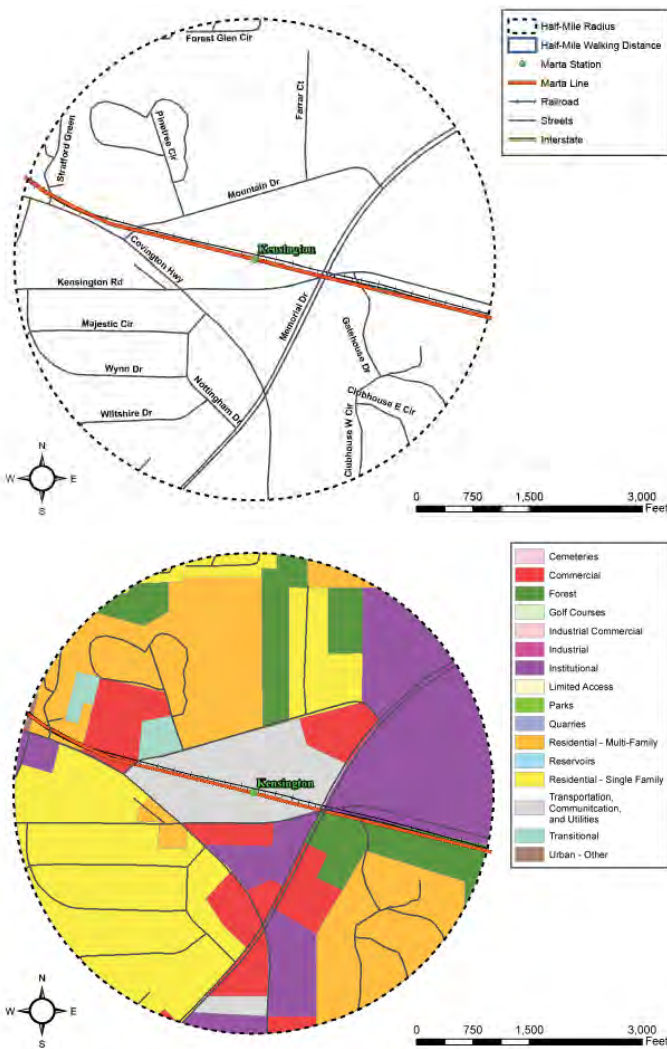 Forest Glen Cir
Stratford Green
Pinetree Cir
Farrar Ct
Mountain Dr
Kensington
Covington Hwy
Kensington Rd
Majestic Cir
Memorial Dr
Gatehouse Dr
Wynn Dr
Nottingham Dr
Wiltshire Dr
Clubhouse E Cir
Clubhouse W Cir
Half-Mile Radius
Half-Mile Walking Distance
Marta Station
Marta Line
Railroad
Streets
Interstate
N
W E
S
0 750 1,500 3,000
Feet
Kensington
Cemeteries
Commercial
Forest
Golf Courses
Industrial Commercial
Industrial
Institutional
Limited Access
Parks
Quarries
Residential - Multi-Family
Reservoirs
Residential - Single Family
Transportation,
Communitcation, and
Utilities
Transitional
Urban - Other
N
W E
S
0 750 1,500 3,000
Feet